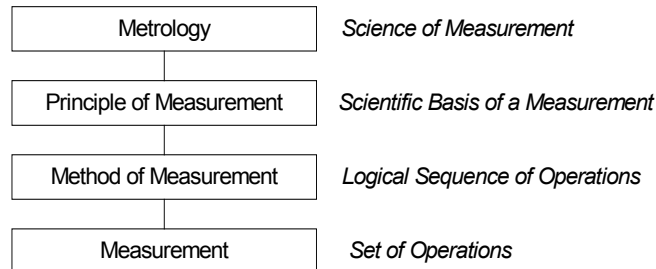 Metrology Science of Measurement
Principle of Measurement Scientific Basis of a Measurement
Method of Measurement Logical Sequence of Operations
Measurement Set of Operations